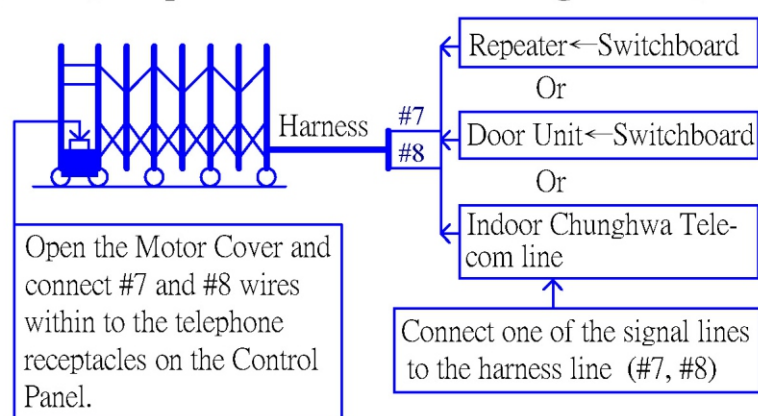 Repeater←Switchboard
Or
Door Unit←Switchboard
Or
Indoor Chunghwa Tele-
com line
Harness
#7
#8
Open the Motor Cover and
connect #7 and #8 wires
within to the telephone
receptacles on the Control
Panel.
Connect one of the signal lines
to the harness line (#7, #8)